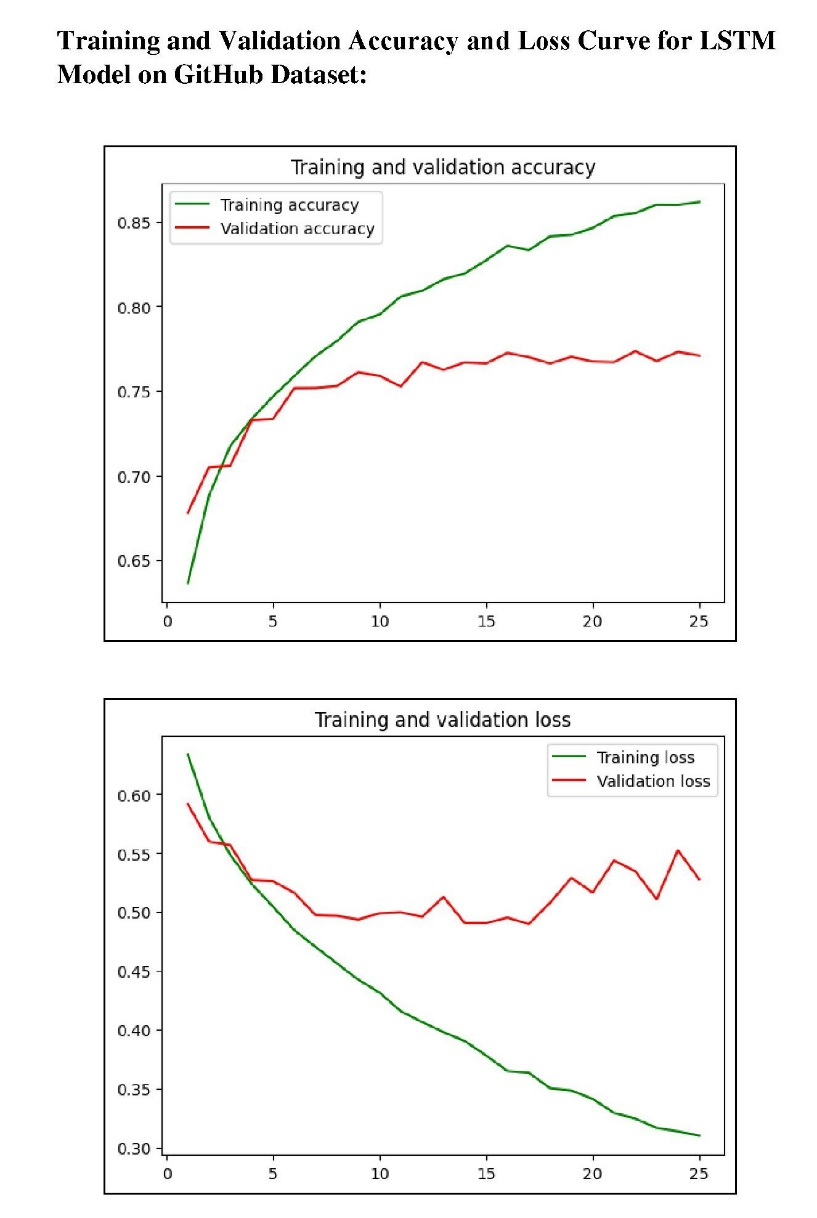 Training and Validation Accuracy and Loss Curve for LSTM
Model on GitHub Dataset:
Training and validation accuracy
Training accuracy
Validation accuracy
0.85
0.80
0.75
0.70
0.65
0 5 10 15 20 25
Training and validation loss
Training loss
Validation loss
0.60
0.55
0.50
0.45
0.40
0.35
0.30
0 5 10 15 20 25